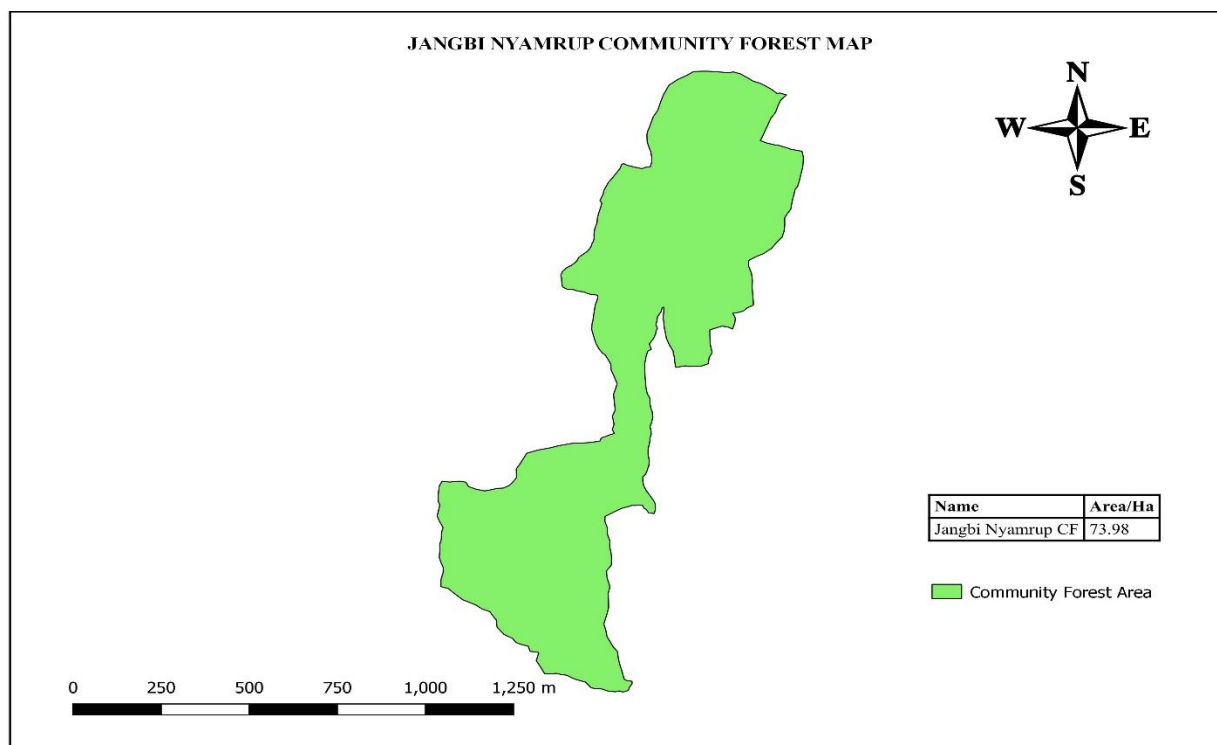 JANGBI NYAMRUP COMMUNITY FOREST MAP
N
W E
S
Name Area/Ha
Jangbi Nyamrup CF 73.98
Community Forest Area
0 250 500 750 1,000 1,250 m